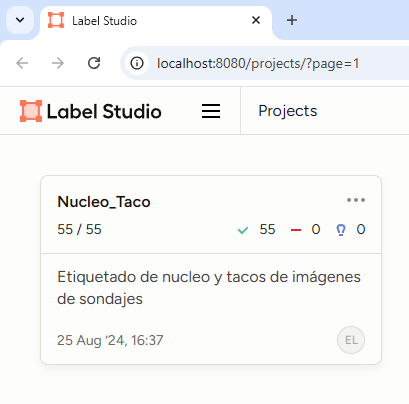 Label Studio
localhost:8080/projects/?page=1
Label Studio
Projects
Nucleo_Taco
55 / 55
55
0
0
Etiquetado de nucleo y tacos de imágenes
de sondajes
25 Aug ‘24, 16:37
EL